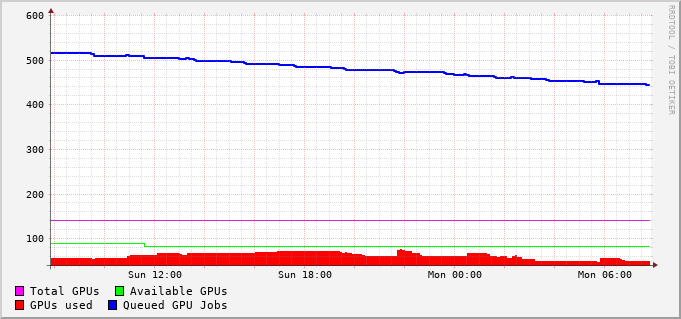 600
500
400
300
200
100
Sun 12:00 Sun 18:00 Mon 00:00 Mon 06:00
Total GPUs Available GPUs
GPUs used Queued GPU Jobs
RRDTOOL / TOBI OETIKER